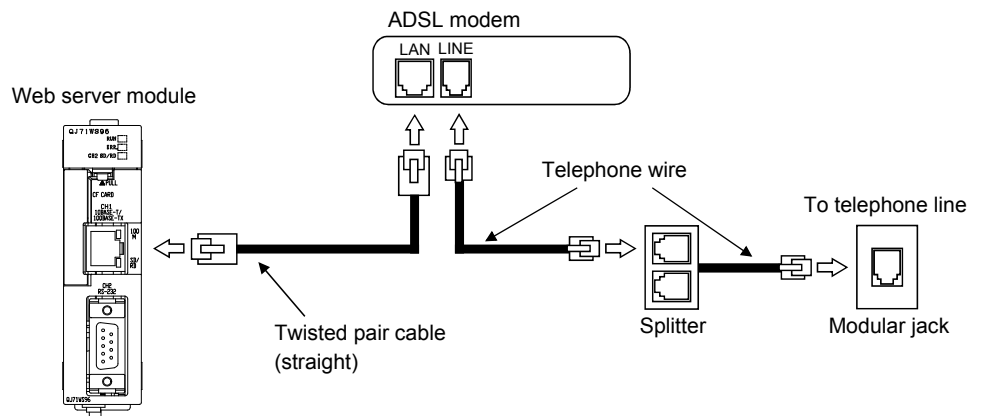 ADSL modem
LAN LINE
Web server module
QJ71WS96
RUN
ERR.
CH2 SD/RD
▲PULL
CF CARD
CH1
10BASE-T/
100BASE-TX
100
M
SD/
RD
CH2
RS-232
QJ71WS96
Telephone wire
To telephone line
Twisted pair cable
(straight)
Splitter
Modular jack